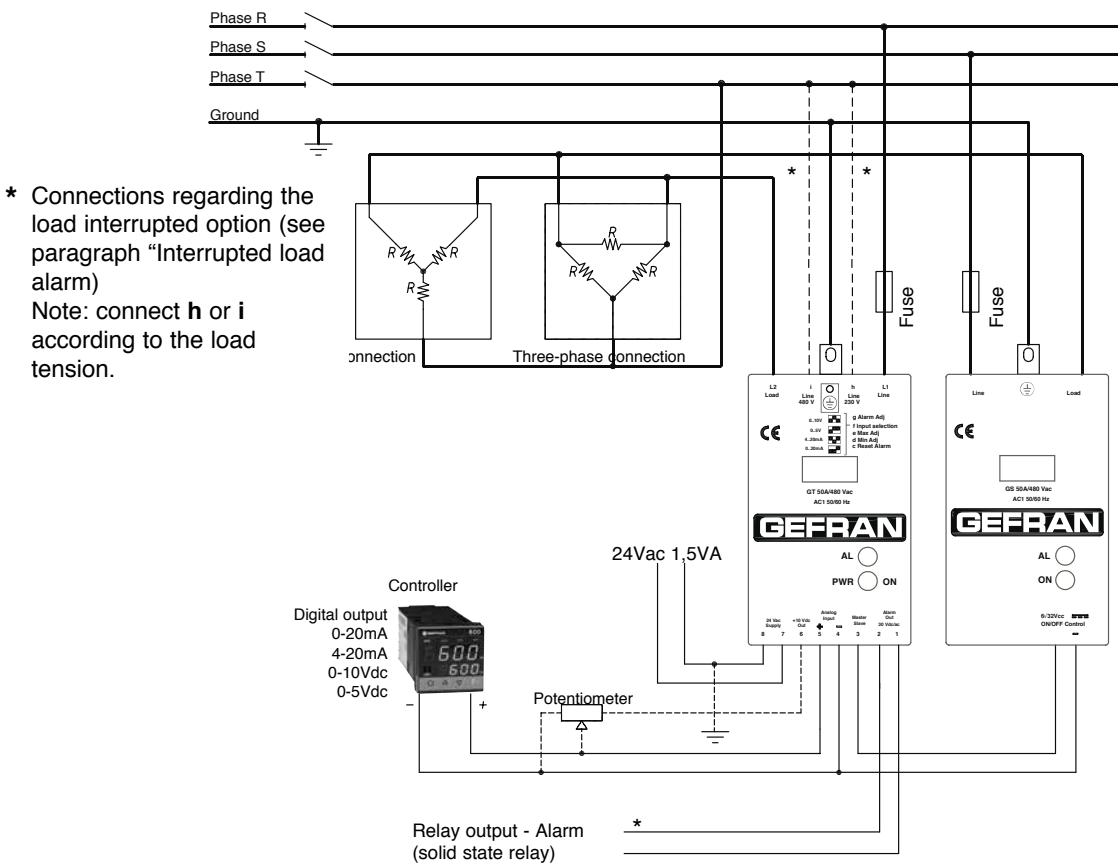 Phase R
Phase S
Phase T
Ground
* Connections regarding the
load interrupted option (see
paragraph “Interrupted load
alarm)
Note: connect h or i
according to the load
tension.
R R
R
R
R R
* *
onnection
Three-phase connection
Fuse
Fuse
L2
Load
i
Line
480 V
h
Line
230 V
L1
Line
0..10V
0..5V
4..20mA
0..20mA
g Alarm Adj
f Input selection
e Max Adj
d Min Adj
c Reset Alarm
CE
GT 50A/480 Vac
AC1 50/60 Hz
GEFRAN
AL
PWR ON
24 Vac
Supply
+10 Vdc
Out
Analog
Input
+ -
Master
Slave
Alarm
Out
30 Vdc/ac
8 7 6 5 4 3 2 1
Line
Load
CE
GS 50A/480 Vac
AC1 50/60 Hz
GEFRAN
AL
ON
6/32Vcc
ON/OFF Control
-
24Vac 1,5VA
Controller
Digital output
0-20mA
4-20mA
0-10Vdc
0-5Vdc
600
600
600
– +
Potentiometer
Relay output - Alarm
(solid state relay)
*